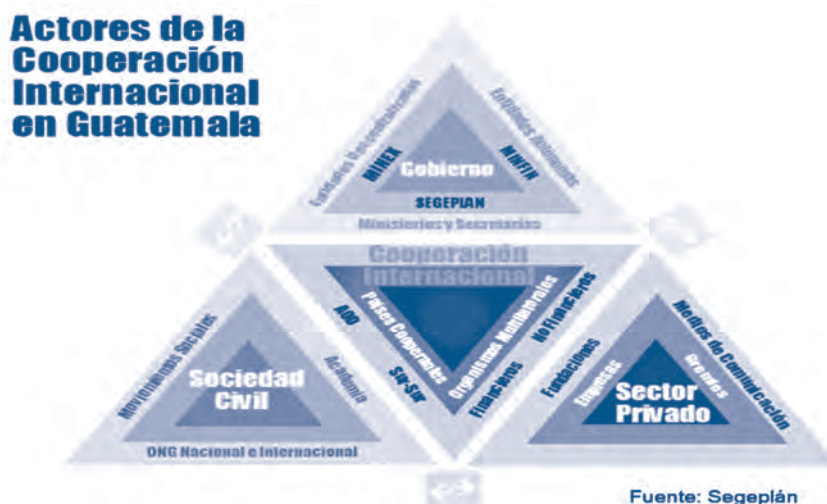 Actores de la
Cooperación
Internacional
en Guatemala
Entidades Descentralizadas
Entidades Autónomas
MINEX
MINFIN
Gobierno
SEGEPLAN
Ministerios y Secretarías
Cooperación
Internacional
AOD
Países Cooperantes
Sur-Sur
Organismos Multilaterales
Financieros
No Financieros
Movimientos Sociales
Academia
Sociedad
Civil
ONG Nacional e Internacional
Fundaciones
Empresas
Gremios
Medios de Comunicación
Sector
Privado
Fuente: Segeplán